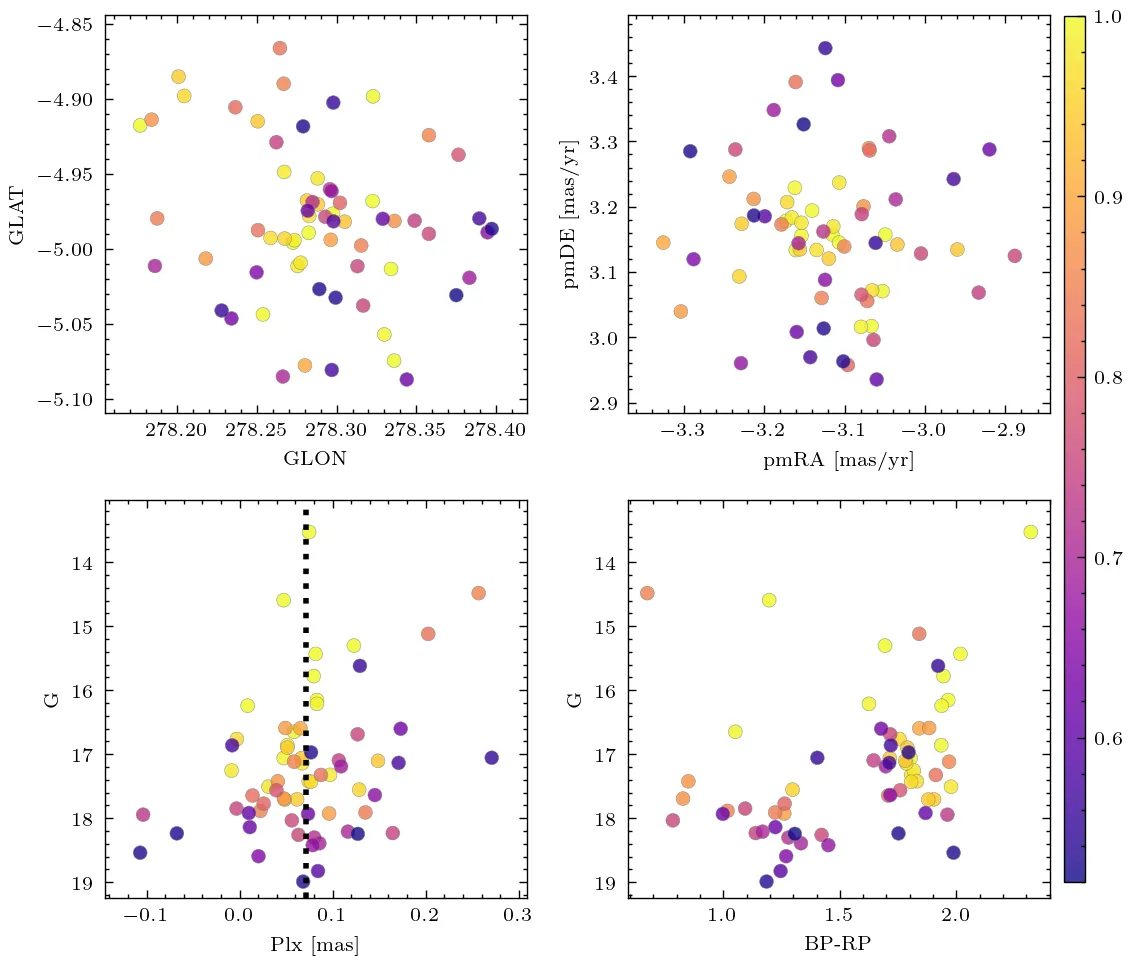 −4.85
−4.90
−4.95
−5.00
−5.05
−5.10
GLAT
278.20 278.25 278.30 278.35 278.40
GLON
3.4
3.3
3.2
3.1
3.0
2.9
pmDE [mas/yr]
−3.3 −3.2 −3.1 −3.0 −2.9
pmRA [mas/yr]
14
15
16
17
18
19
G
−0.1 0.0 0.1 0.2 0.3
Plx [mas]
14
15
16
17
18
19
G
1.0 1.5 2.0
BP-RP
1.0
0.9
0.8
0.7
0.6